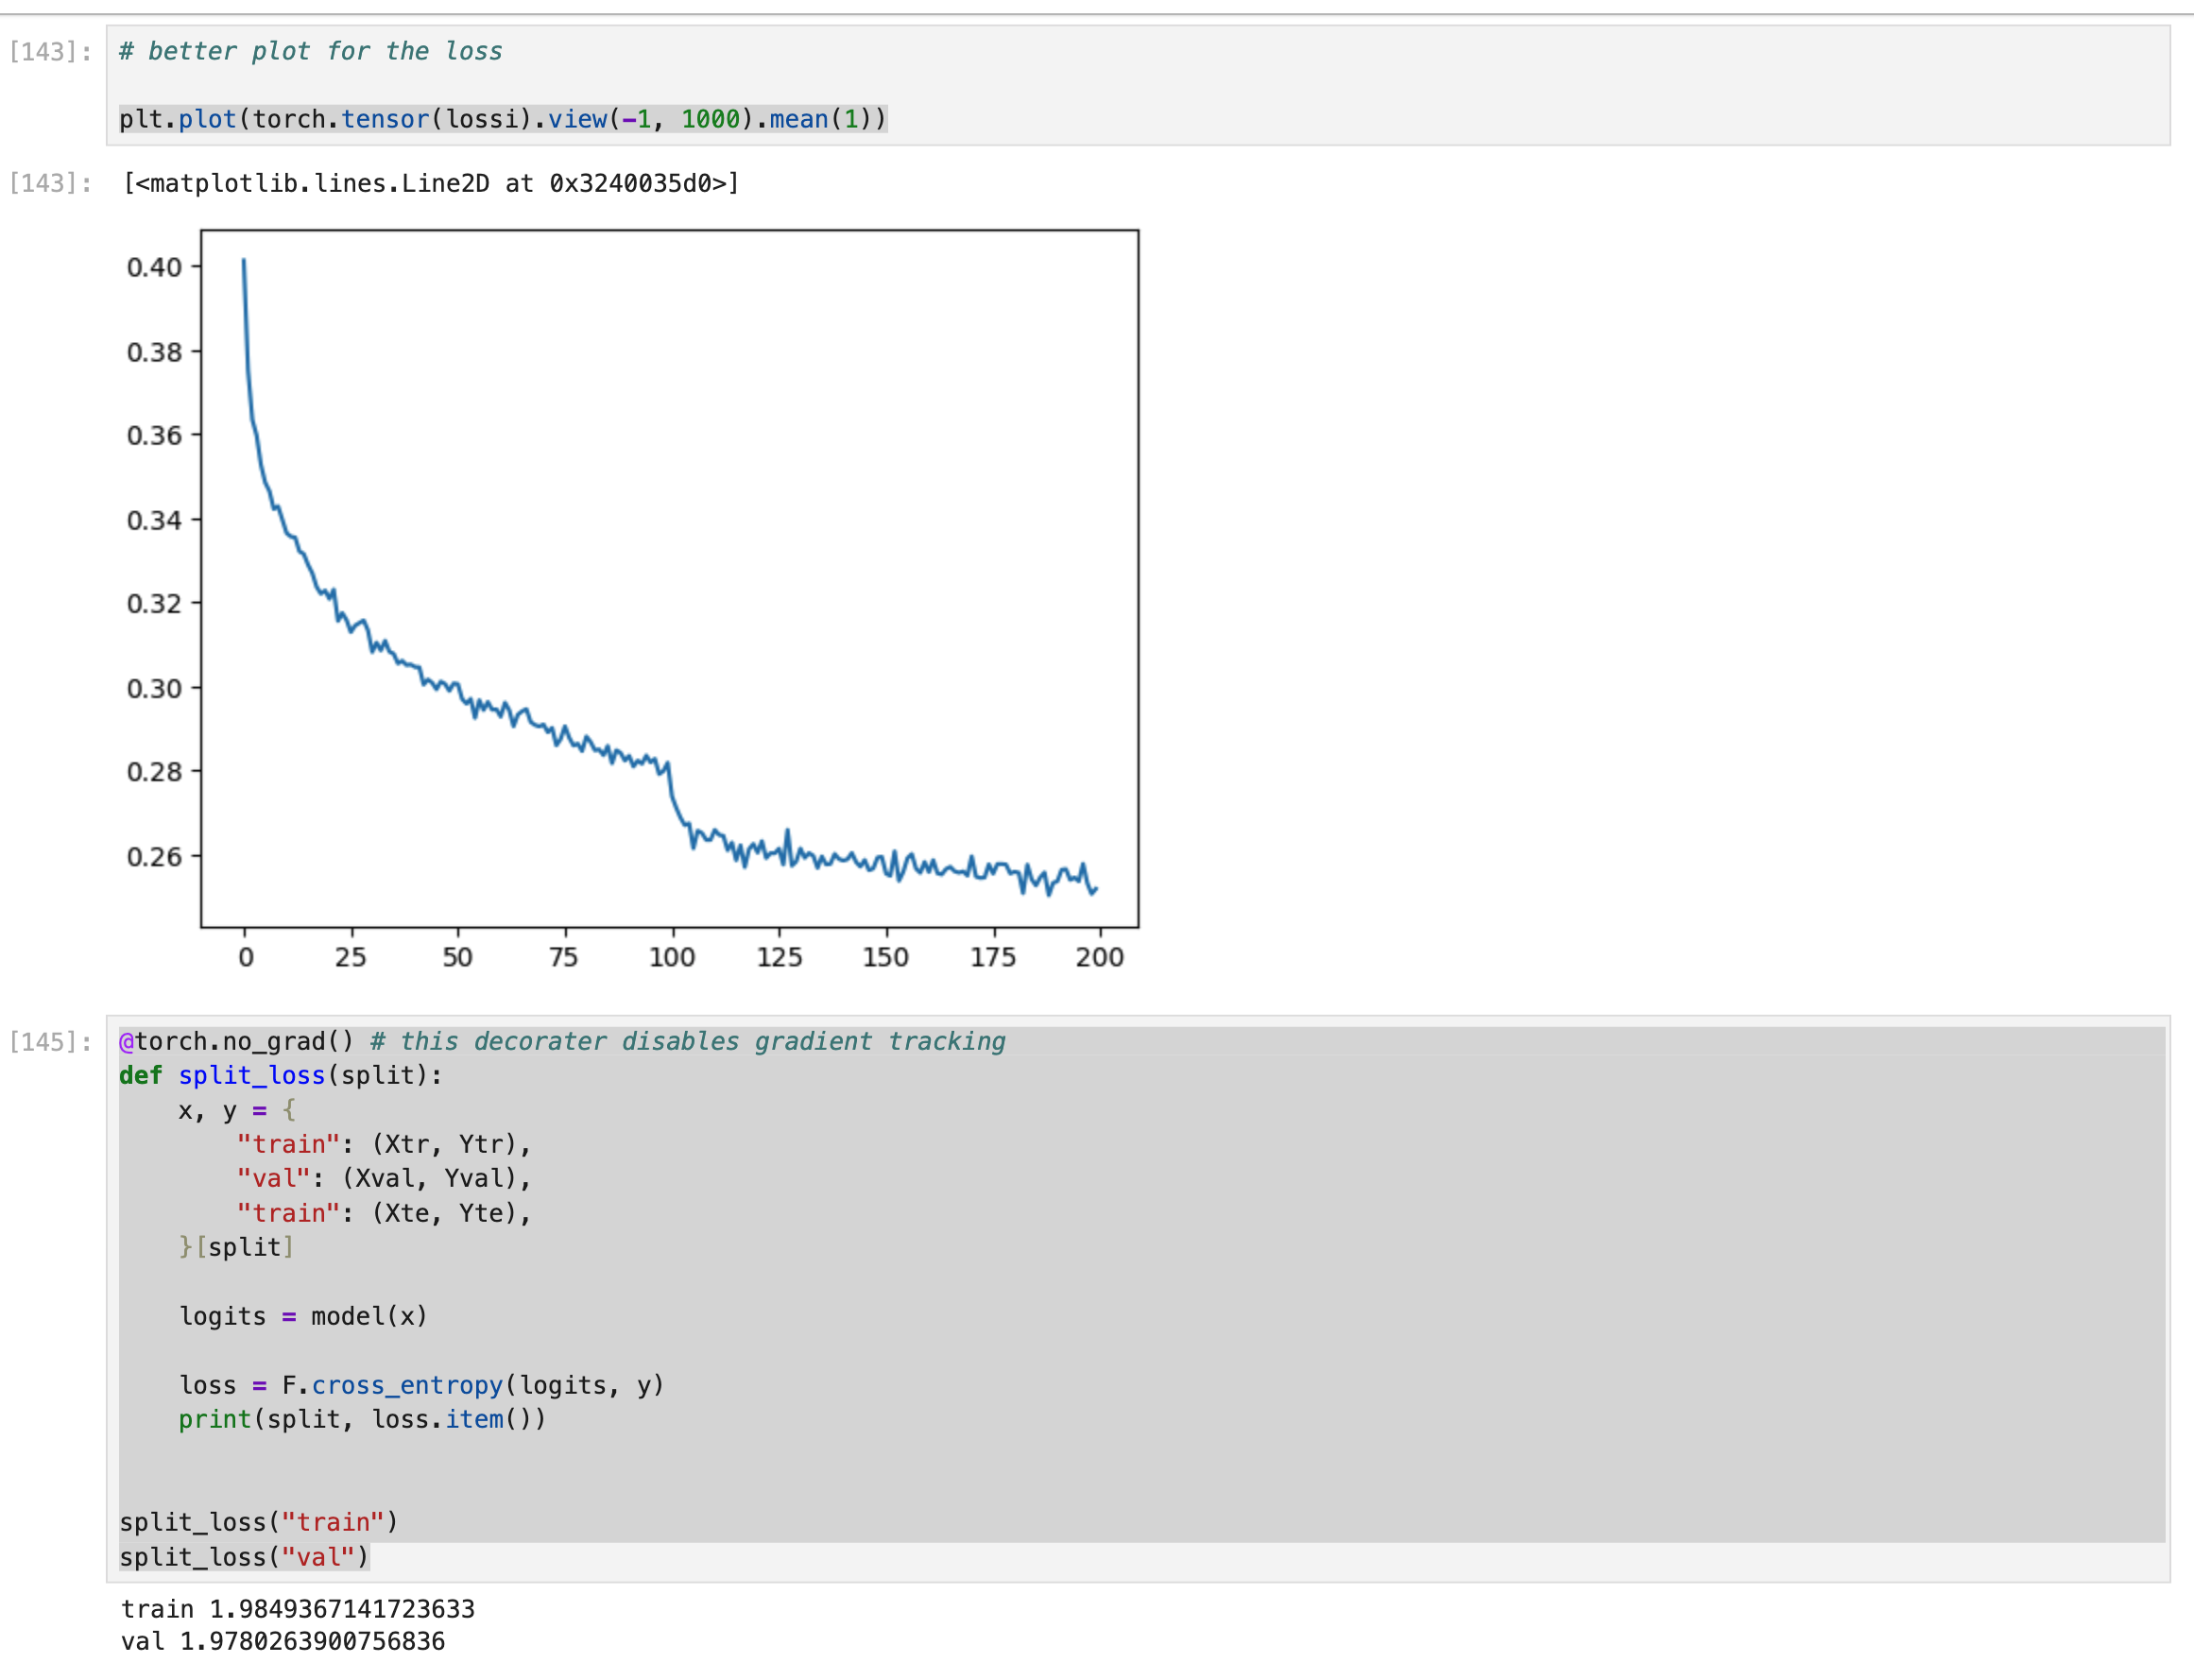 [143]: # better plot for the loss
plt.plot(torch.tensor(lossi).view(-1, 1000).mean(1))
[143]: [<matplotlib.lines.Line2D at 0x3240035d0>]
0.40
0.38
0.36
0.34
0.32
0.30
0.28
0.26
0 25 50 75 100 125 150 175 200
[145]: @torch.no_grad() # this decorater disables gradient tracking
def split_loss(split):
    x, y = {
        "train": (Xtr, Ytr),
        "val": (Xval, Yval),
        "train": (Xte, Yte),
    }[split]
    logits = model(x)
    loss = F.cross_entropy(logits, y)
    print(split, loss.item())
split_loss("train")
split_loss("val")
train 1.9849367141723633
val 1.9780263900756836